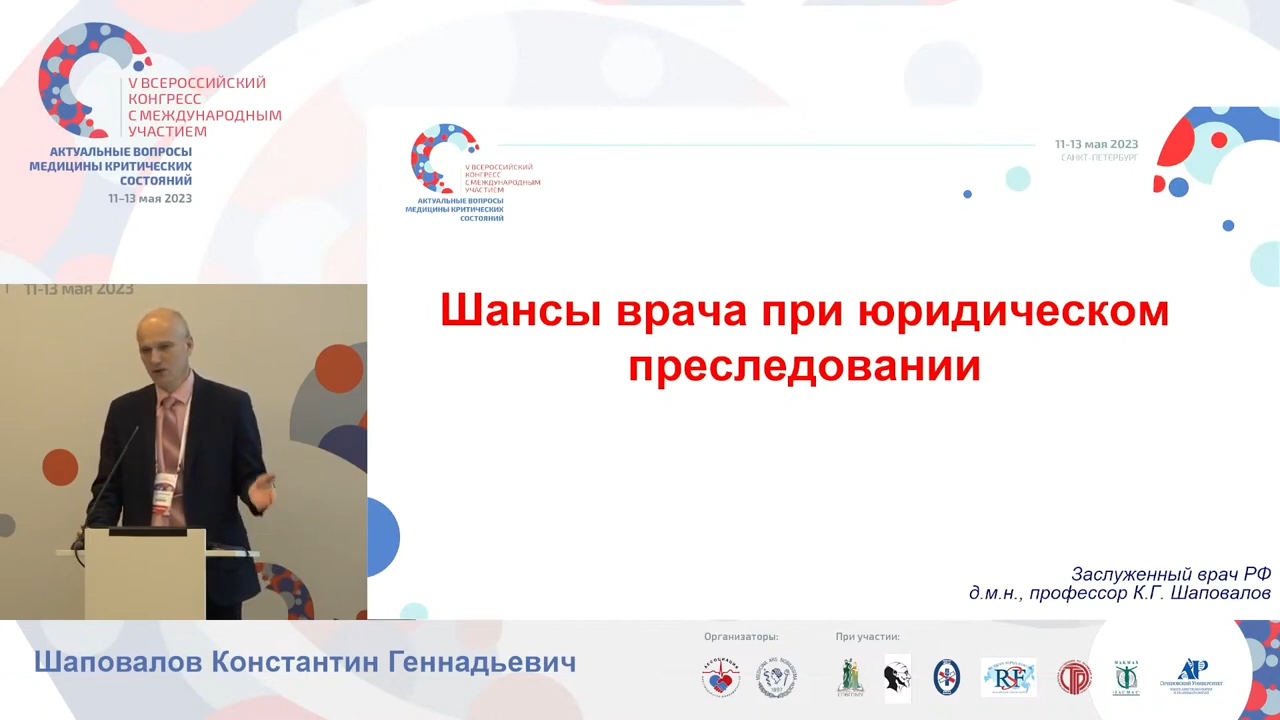 V ВСЕРОССИЙСКИЙ
КОНГРЕСС
С МЕЖДУНАРОДНЫМ
УЧАСТИЕМ
АКТУАЛЬНЫЕ ВОПРОСЫ
МЕДИЦИНЫ КРИТИЧЕСКИХ
СОСТОЯНИЙ
11–13 мая 2023
V ВСЕРОССИЙСКИЙ
КОНГРЕСС
С МЕЖДУНАРОДНЫМ
УЧАСТИЕМ
АКТУАЛЬНЫЕ ВОПРОСЫ
МЕДИЦИНЫ КРИТИЧЕСКИХ
СОСТОЯНИЙ
11-13 мая 2023
САНКТ-ПЕТЕРБУРГ
11-13 мая 2023
Шансы врача при юридическом
преследовании
Заслуженный врач РФ
д.м.н., профессор К.Г. Шаповалов
Шаповалов Константин Геннадьевич
Организаторы:
При участии:
АССОЦИАЦИЯ
RSF